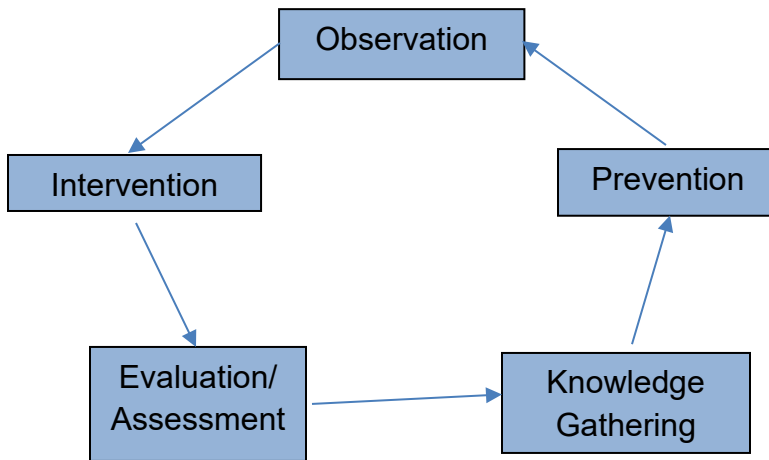 Observation
Intervention
Prevention
Evaluation/
Assessment
Knowledge
Gathering